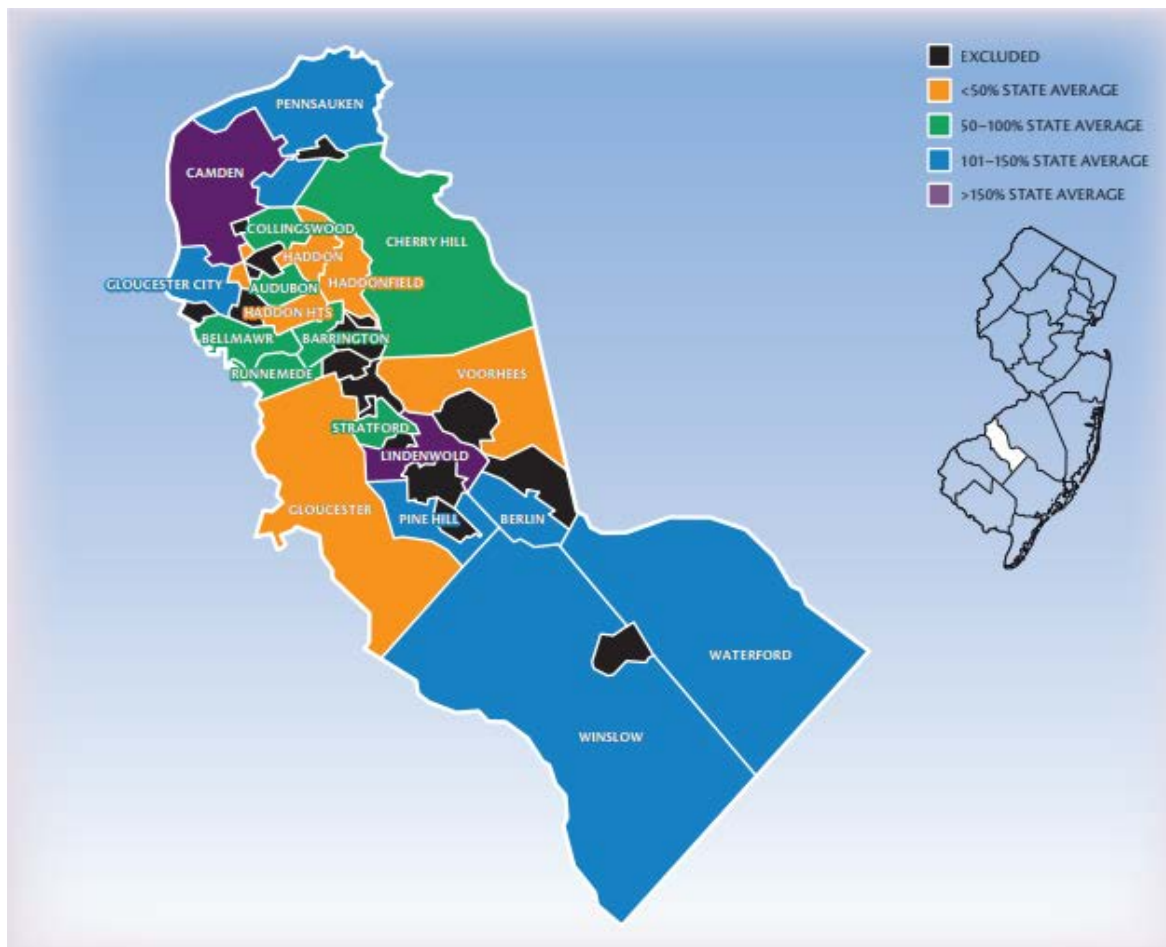 EXCLUDED
<50% STATE AVERAGE
50–100% STATE AVERAGE
101–150% STATE AVERAGE
>150% STATE AVERAGE
PENNSAUKEN
CAMDEN
COLLINGSWOOD
CHERRY HILL
HADDON
HADDONFIELD
GLOUCESTER CITY
AUDUBON
HADDON HTS
BELLMAWR
BARRINGTON
RUNNEMEDE
VOORHEES
STRATFORD
LINDENWOLD
GLOUCESTER
PINE HILL
BERLIN
WATERFORD
WINSLOW